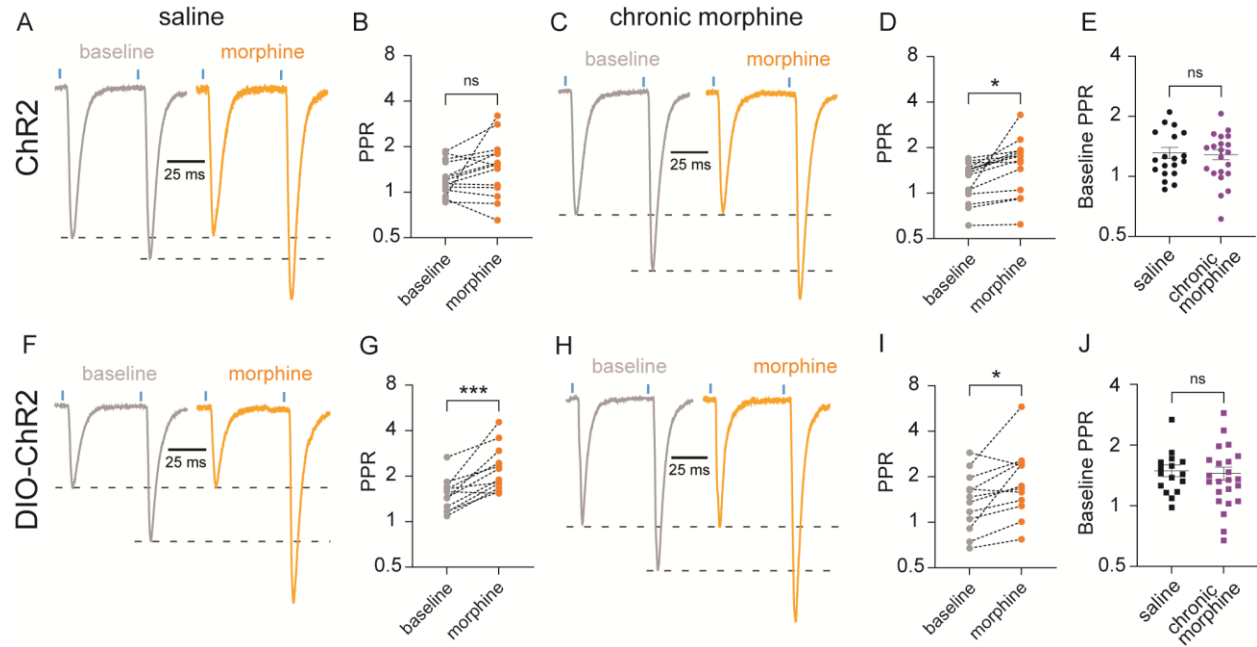 saline
chronic morphine
A
B
C
D
E
ChR2
baseline
morphine
25 ms
PPR
8
4
2
1
0.5
ns
baseline
morphine
baseline
morphine
25 ms
PPR
8
4
2
1
0.5
*
baseline
morphine
Baseline PPR
4
2
1
0.5
ns
saline
chronic
morphine
F
G
H
I
J
DIO-ChR2
baseline
morphine
25 ms
PPR
8
4
2
1
0.5
***
baseline
morphine
baseline
morphine
25 ms
PPR
8
4
2
1
0.5
*
baseline
morphine
Baseline PPR
4
2
1
0.5
ns
saline
chronic
morphine